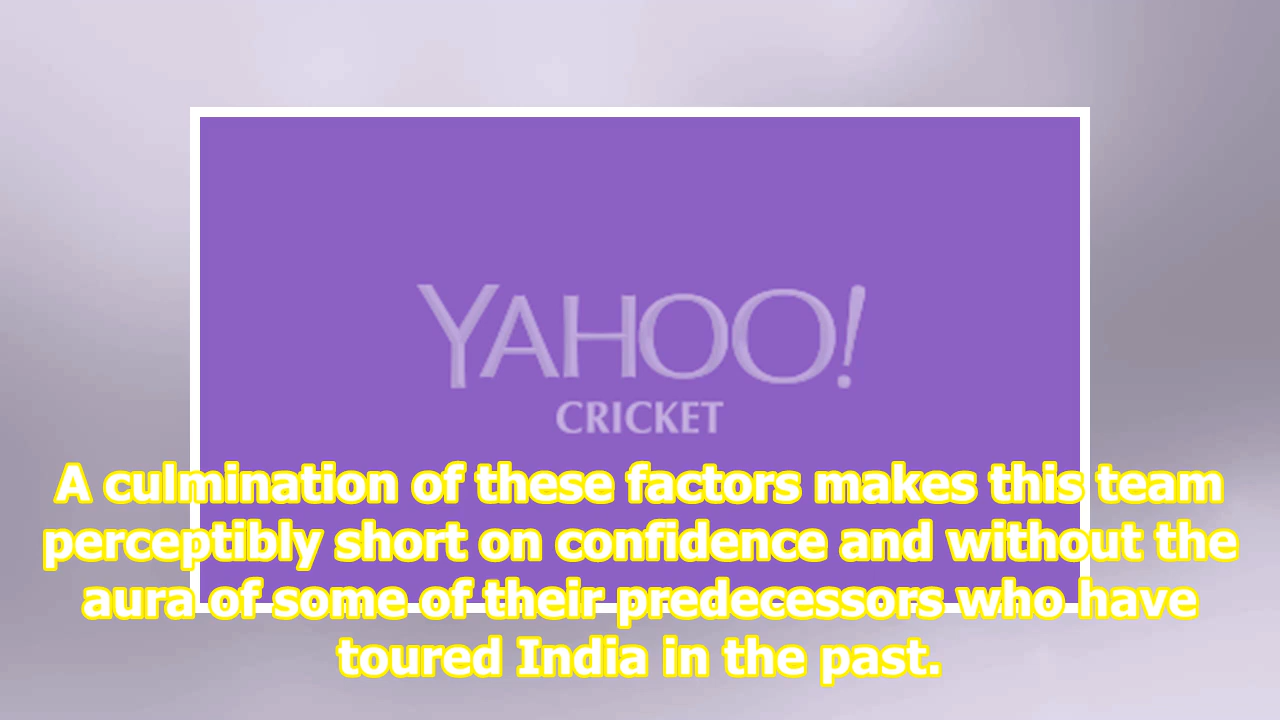 YAHOO!
CRICKET
A culmination of these factors makes this team
perceptibly short on confidence and without the
aura of some of their predecessors who have
toured India in the past.